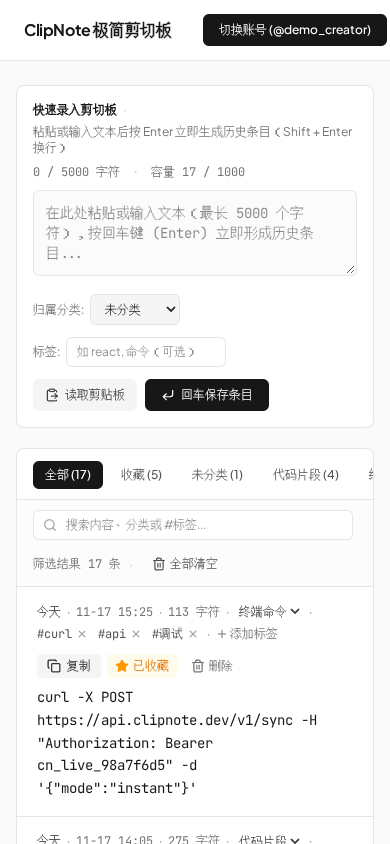 ClipNote 极简剪切板
切换账号 (@demo_creator)
快速录入剪切板 ·
粘贴或输入文本后按 Enter 立即生成历史条目（Shift + Enter
换行）
0 / 5000 字符 · 容量 17 / 1000
在此处粘贴或输入文本（最长 5000 个字
符），按回车键 (Enter) 立即形成历史条
目...
归属分类: 未分类
标签: 如 react, 命令（可选）
读取剪贴板
回车保存条目
全部 (17) 收藏 (5) 未分类 (1) 代码片段 (4)
搜索内容、分类或 #标签...
筛选结果 17 条 · 全部清空
今天 · 11-17 15:25 · 113 字符 · 终端命令 ·
#curl × #api × #调试 × · + 添加标签
复制 已收藏 删除
curl -X POST
https://api.clipnote.dev/v1/sync -H
"Authorization: Bearer
cn_live_98a7f6d5" -d
'{"mode":"instant"}'
今天 · 11-17 14:05 · 275 字符 · 代码片段 ·